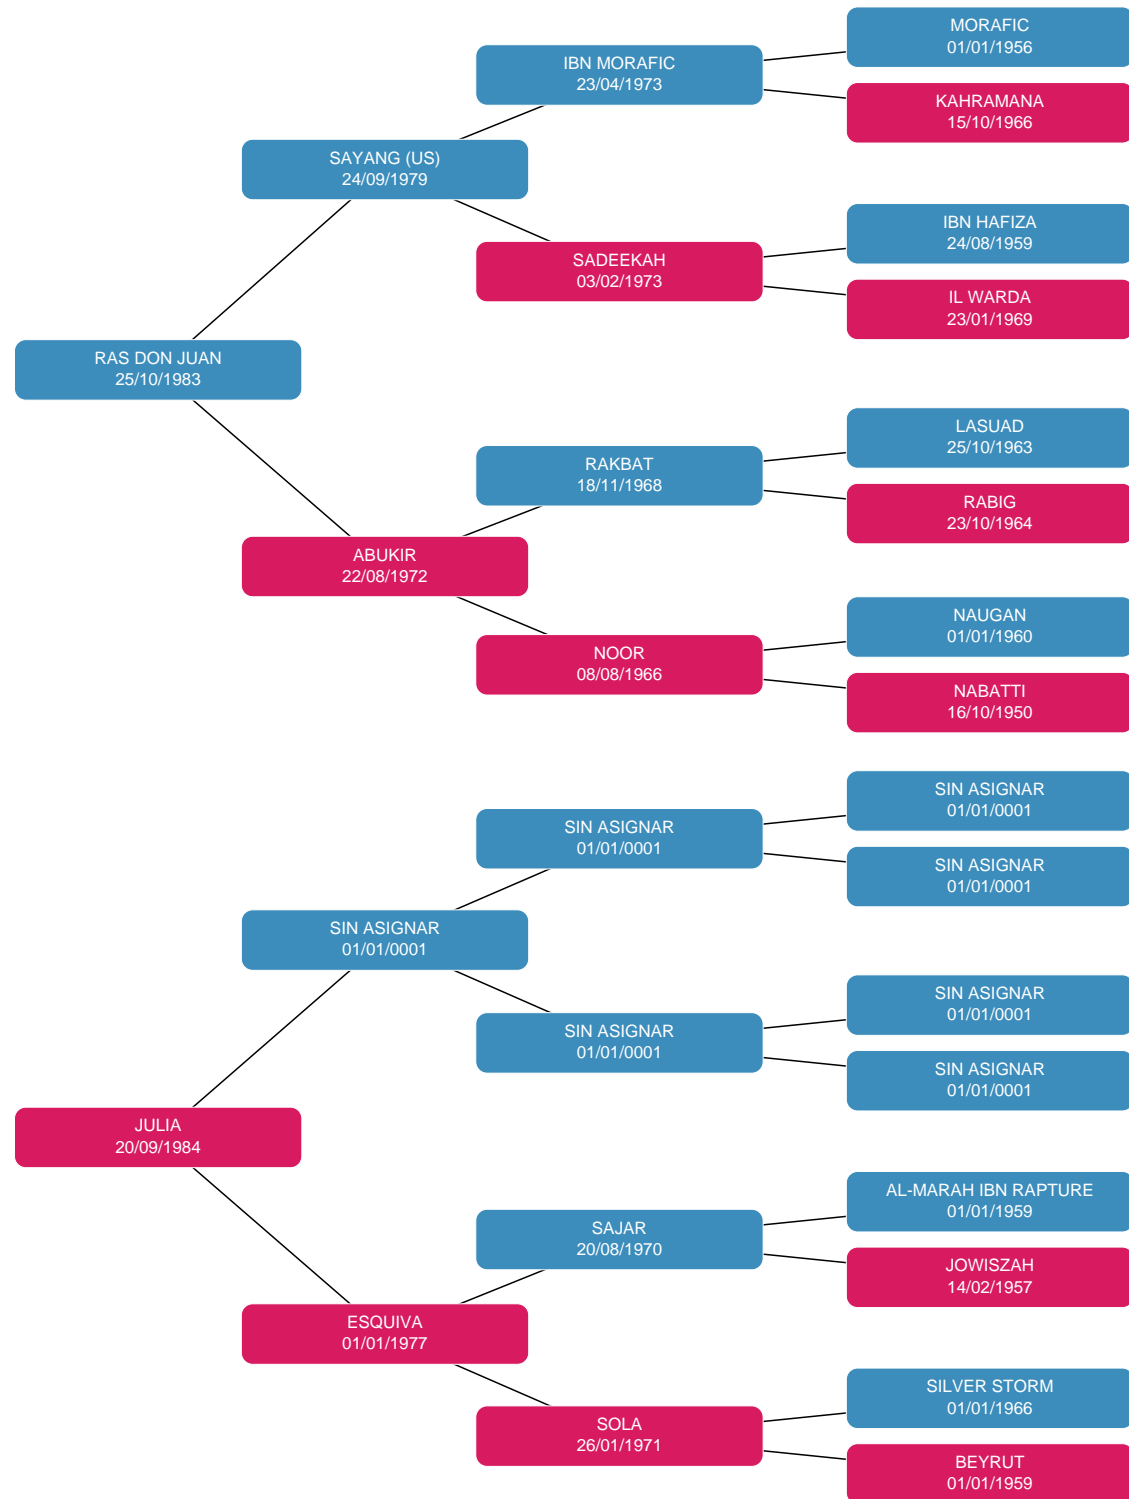 MORAFIC
01/01/1956
IBN MORAFIC
23/04/1973
KAHRAMANA
15/10/1966
SAYANG (US)
24/09/1979
IBN HAFIZA
24/08/1959
SADEEKAH
03/02/1973
IL WARDA
23/01/1969
RAS DON JUAN
25/10/1983
LASUAD
25/10/1963
RAKBAT
18/11/1968
RABIG
23/10/1964
ABUKIR
22/08/1972
NAUGAN
01/01/1960
NOOR
08/08/1966
NABATTI
16/10/1950
SIN ASIGNAR
01/01/0001
SIN ASIGNAR
01/01/0001
SIN ASIGNAR
01/01/0001
SIN ASIGNAR
01/01/0001
SIN ASIGNAR
01/01/0001
SIN ASIGNAR
01/01/0001
SIN ASIGNAR
01/01/0001
JULIA
20/09/1984
AL-MARAH IBN RAPTURE
01/01/1959
SAJAR
20/08/1970
JOWISZAH
14/02/1957
ESQUIVA
01/01/1977
SILVER STORM
01/01/1966
SOLA
26/01/1971
BEYRUT
01/01/1959